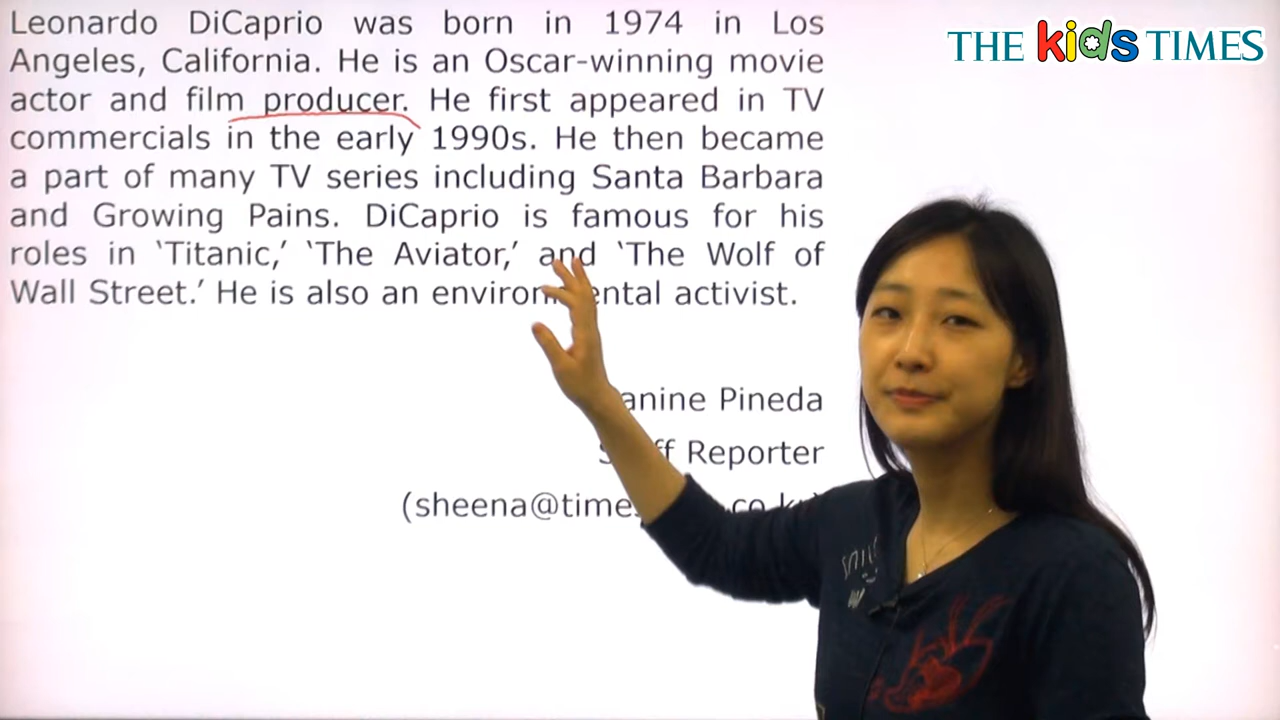 Leonardo DiCaprio was born in 1974 in Los
Angeles, California. He is an Oscar-winning movie
actor and film producer. He first appeared in TV
commercials in the early 1990s. He then became
a part of many TV series including Santa Barbara
and Growing Pains. DiCaprio is famous for his
roles in ‘Titanic,’ ‘The Aviator,’ and ‘The Wolf of
Wall Street.’ He is also an environmental activist.
Pineda
Reporter
THE kids TIMES